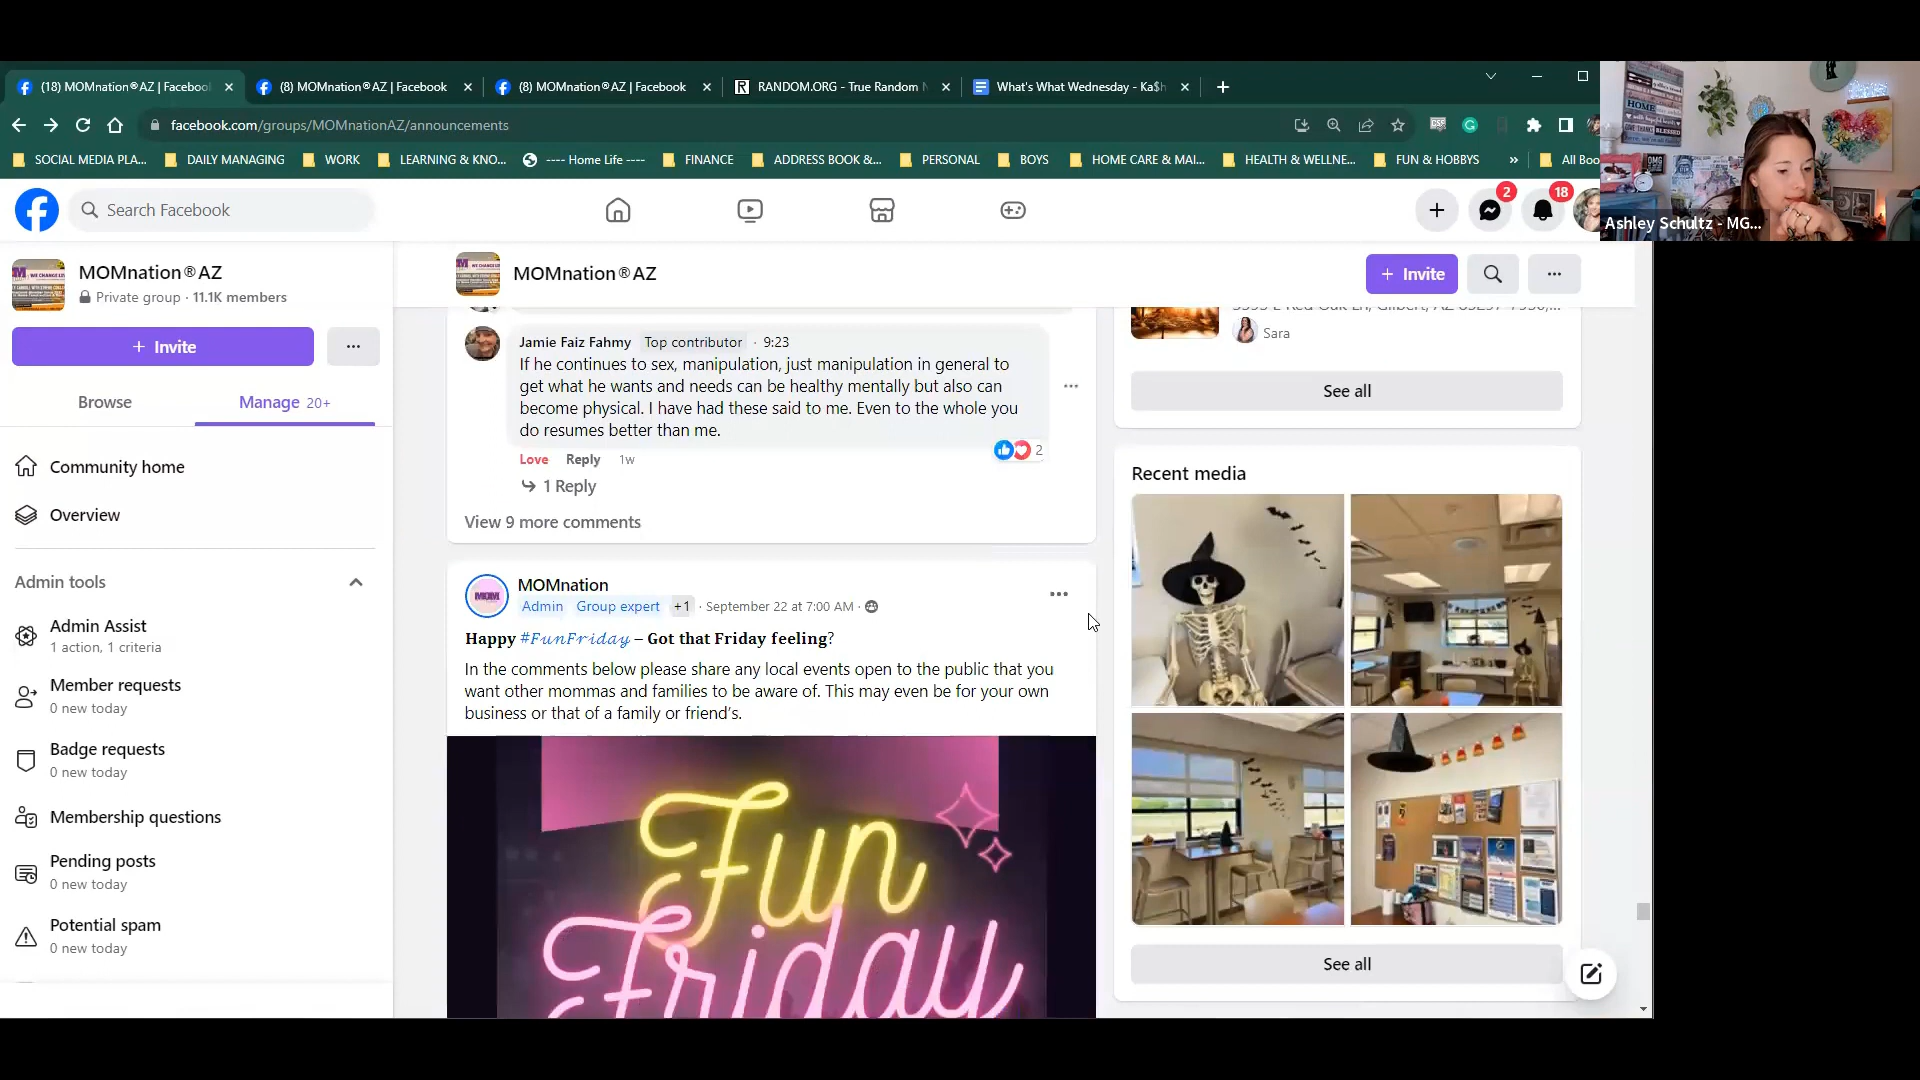 (18) MOMnation®AZ | Facebook
(8) MOMnation®AZ | Facebook
(8) MOMnation®AZ | Facebook
RANDOM.ORG - True Random
What's What Wednesday - Ka$h
facebook.com/groups/MOMnationAZ/announcements
SOCIAL MEDIA PLA...
DAILY MANAGING
WORK
LEARNING & KNO...
---- Home Life ----
FINANCE
ADDRESS BOOK &...
PERSONAL
BOYS
HOME CARE & MAI...
HEALTH & WELLNE...
FUN & HOBBYS
»
All Boo
Search Facebook
2
18
HOME
BLESSED
OMG
Ashley Schultz - MG...
MOMnation®AZ
Private group · 11.1K members
+ Invite
Browse
Manage 20+
Community home
Overview
Admin tools
Admin Assist
1 action, 1 criteria
Member requests
0 new today
Badge requests
0 new today
Membership questions
Pending posts
0 new today
Potential spam
0 new today
MOMnation®AZ
+ Invite
Jamie Faiz Fahmy Top contributor · 9:23
If he continues to sex, manipulation, just manipulation in general to
get what he wants and needs can be healthy mentally but also can
become physical. I have had these said to me. Even to the whole you
do resumes better than me.
2
Love Reply 1w
1 Reply
View 9 more comments
MOMnation
Admin Group expert +1 · September 22 at 7:00 AM ·
Happy #FunFriday – Got that Friday feeling?
In the comments below please share any local events open to the public that you
want other mommas and families to be aware of. This may even be for your own
business or that of a family or friend's.
Fun
Friday
Sara
See all
Recent media
See all